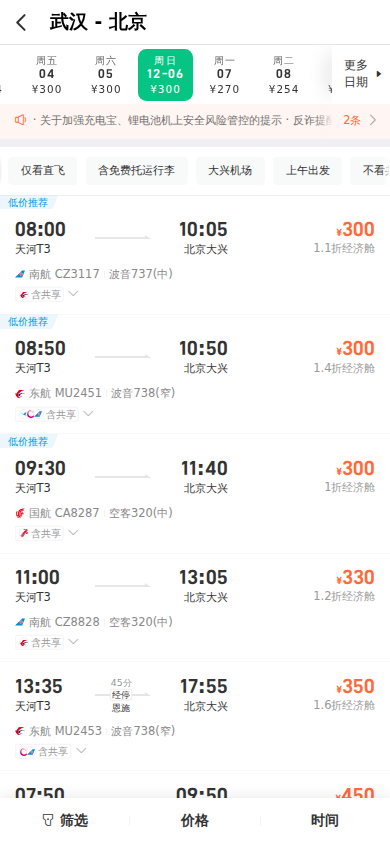 武汉 - 北京
周五 周六 周日 周一 周二 更多
04 05 12-06 07 08 日期
¥300 ¥300 ¥300 ¥270 ¥254
· 关于加强充电宝、锂电池机上安全风险管控的提示 · 反诈提醒 2条
仅看直飞 含免费托运行李 大兴机场 上午出发 不看共
低价推荐
08:00 10:05 ¥300
天河T3 北京大兴 1.1折经济舱
南航 CZ3117 波音737(中)
含共享
低价推荐
08:50 10:50 ¥300
天河T3 北京大兴 1.4折经济舱
东航 MU2451 波音738(窄)
含共享
低价推荐
09:30 11:40 ¥300
天河T3 北京大兴 1折经济舱
国航 CA8287 空客320(中)
含共享
11:00 13:05 ¥330
天河T3 北京大兴 1.2折经济舱
南航 CZ8828 空客320(中)
含共享
13:35 45分 17:55 ¥350
经停
天河T3 恩施 北京大兴 1.6折经济舱
东航 MU2453 波音738(窄)
含共享
07:50 09:50 ¥450
筛选 价格 时间